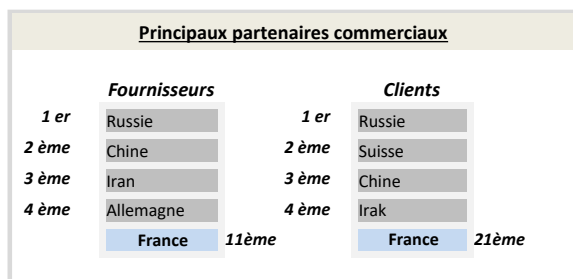 Principaux partenaires commerciaux
Fournisseurs Clients
1 er Russie 1 er Russie
2 ème Chine 2 ème Suisse
3 ème Iran 3 ème Chine
4 ème Allemagne 4 ème Irak
France 11ème France 21ème